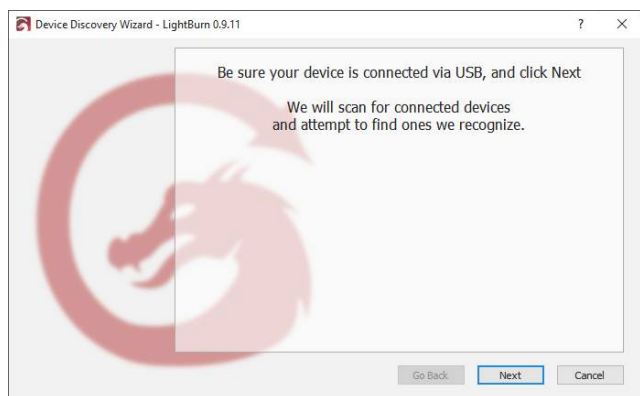 Device Discovery Wizard - LightBurn 0.9.11
Be sure your device is connected via USB, and click Next
We will scan for connected devices
and attempt to find ones we recognize.
Go Back
Next
Cancel